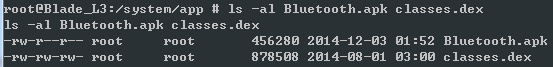 root@Blade_L3:/system/app # ls -al Bluetooth.apk classes.dex
ls -al Bluetooth.apk classes.dex
-rw-r--r-- root     root       456280 2014-12-03 01:52 Bluetooth.apk
-rw-rw-rw- root     root       878508 2014-08-01 03:00 classes.dex